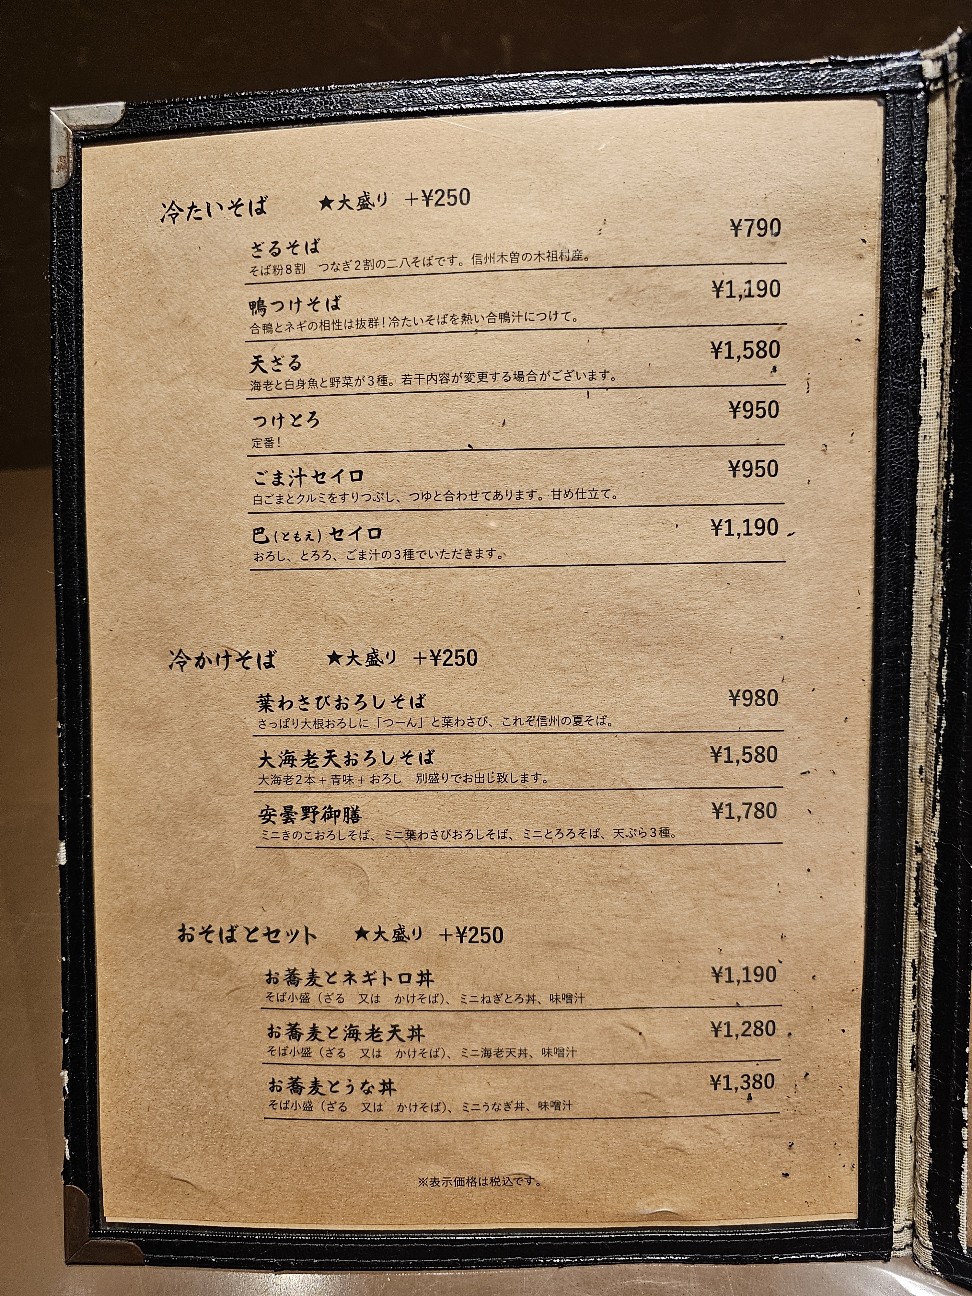 冷たいそば ★大盛り +¥250
ざるそば ¥790
そば粉8割 つなぎ2割の二八そばです。信州木曽の木祖村産。
鴨つけそば ¥1,190
合鴨とネギの相性は抜群!冷たいそばを熱い合鴨汁につけて。
天ざる ¥1,580
海老と白身魚と野菜が3種。若干内容が変更する場合がございます。
つけとろ ¥950
定番!
ごま汁セイロ ¥950
白ごまとクルミをすりつぶし、つゆと合わせてあります。甘め仕立て。
巴(ともえ)セイロ ¥1,190
おろし、とろろ、ごま汁の3種でいただきます。
冷かけそば ★大盛り +¥250
葉わさびおろしそば ¥980
さっぱり大根おろしに「つーん」と葉わさび、これぞ信州の夏そば。
大海老天おろしそば ¥1,580
大海老2本+青味+おろし 別盛りでお出し致します。
安曇野御膳 ¥1,780
ミニきのこおろしそば、ミニ葉わさびおろしそば、ミニとろろそば、天ぷら3種。
おそばとセット ★大盛り +¥250
お蕎麦とネギトロ丼 ¥1,190
そば小盛(ざる 又は かけそば)、ミニねぎとろ丼、味噌汁
お蕎麦と海老天丼 ¥1,280
そば小盛(ざる 又は かけそば)、ミニ海老天丼、味噌汁
お蕎麦とうな丼 ¥1,380
そば小盛(ざる 又は かけそば)、ミニうなぎ丼、味噌汁
※表示価格は税込です。